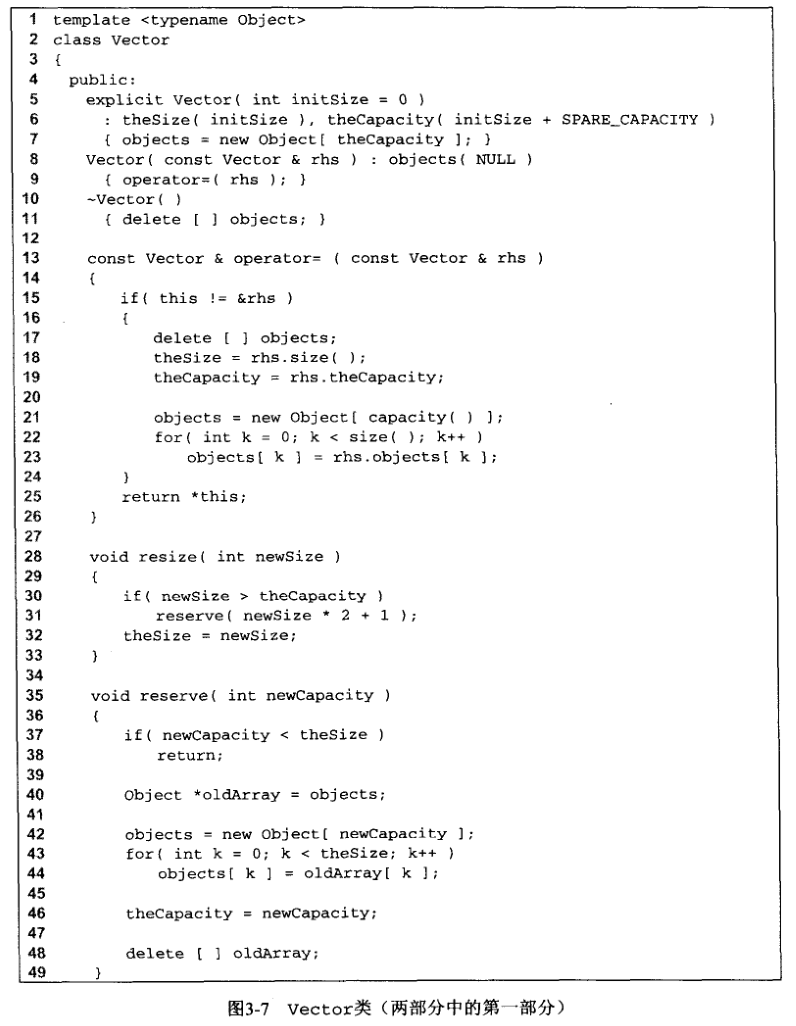 1 template <typename Object>
2 class Vector
3 {
4 public:
5 explicit Vector( int initSize = 0 )
6 : theSize( initSize ), theCapacity( initSize + SPARE_CAPACITY )
7 { objects = new Object[ theCapacity ]; }
8 Vector( const Vector & rhs ) : objects( NULL )
9 { operator=( rhs ); }
10 ~Vector( )
11 { delete [ ] objects; }
12
13 const Vector & operator= ( const Vector & rhs )
14 {
15 if( this != &rhs )
16 {
17 delete [ ] objects;
18 theSize = rhs.size( );
19 theCapacity = rhs.theCapacity;
20
21 objects = new Object[ capacity( ) ];
22 for( int k = 0; k < size( ); k++ )
23 objects[ k ] = rhs.objects[ k ];
24 }
25 return *this;
26 }
27
28 void resize( int newSize )
29 {
30 if( newSize > theCapacity )
31 reserve( newSize * 2 + 1 );
32 theSize = newSize;
33 }
34
35 void reserve( int newCapacity )
36 {
37 if( newCapacity < theSize )
38 return;
39
40 Object *oldArray = objects;
41
42 objects = new Object[ newCapacity ];
43 for( int k = 0; k < theSize; k++ )
44 objects[ k ] = oldArray[ k ];
45
46 theCapacity = newCapacity;
47
48 delete [ ] oldArray;
49 }
图3-7 Vector类（两部分中的第一部分）